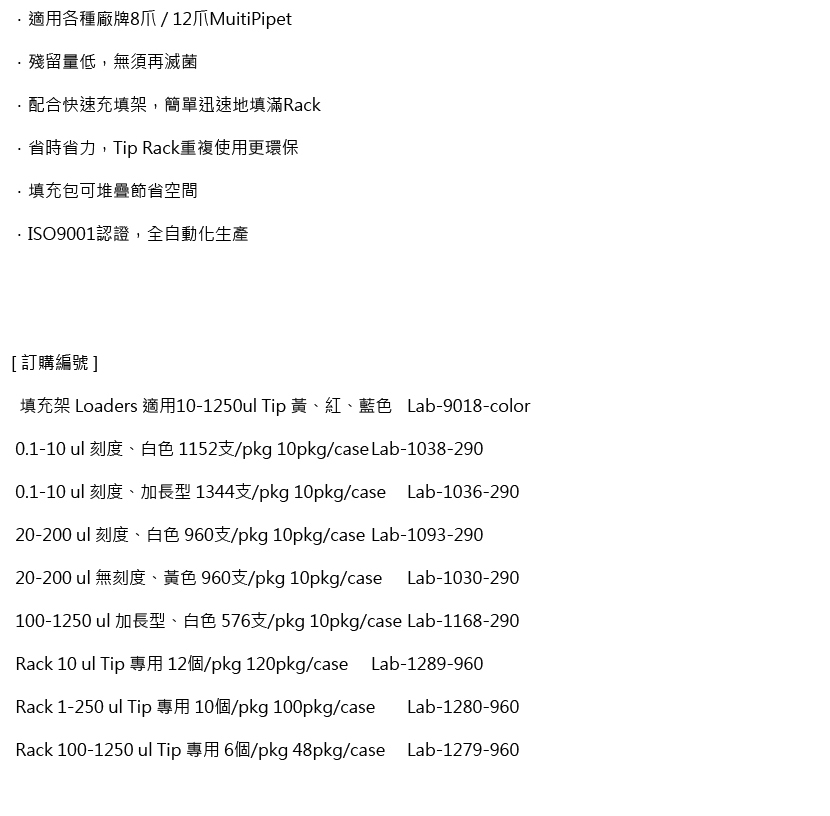 · 適用各種廠牌8爪 / 12爪MuitiPipet
· 殘留量低，無須再滅菌
· 配合快速充填架，簡單迅速地填滿Rack
· 省時省力，Tip Rack重複使用更環保
· 填充包可堆疊節省空間
· ISO9001認證，全自動化生產
[ 訂購編號 ]
填充架 Loaders 適用10-1250ul Tip 黃、紅、藍色 Lab-9018-color
0.1-10 ul 刻度、白色 1152支/pkg 10pkg/case Lab-1038-290
0.1-10 ul 刻度、加長型 1344支/pkg 10pkg/case Lab-1036-290
20-200 ul 刻度、白色 960支/pkg 10pkg/case Lab-1093-290
20-200 ul 無刻度、黃色 960支/pkg 10pkg/case Lab-1030-290
100-1250 ul 加長型、白色 576支/pkg 10pkg/case Lab-1168-290
Rack 10 ul Tip 專用 12個/pkg 120pkg/case Lab-1289-960
Rack 1-250 ul Tip 專用 10個/pkg 100pkg/case Lab-1280-960
Rack 100-1250 ul Tip 專用 6個/pkg 48pkg/case Lab-1279-960